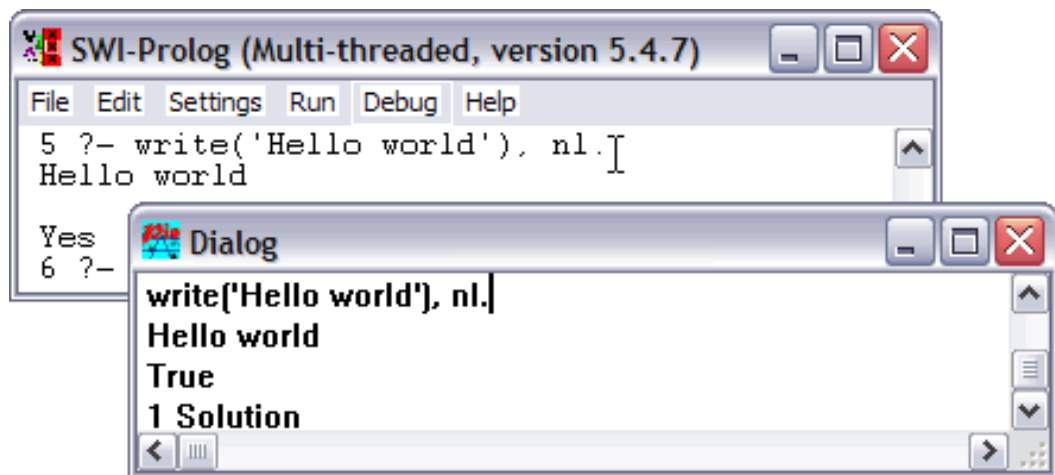 SWI-Prolog (Multi-threaded, version 5.4.7)
File Edit Settings Run Debug Help
5 ?- write('Hello world'), nl.
Hello world
Yes
6 ?-
Dialog
write('Hello world'), nl.
Hello world
True
1 Solution